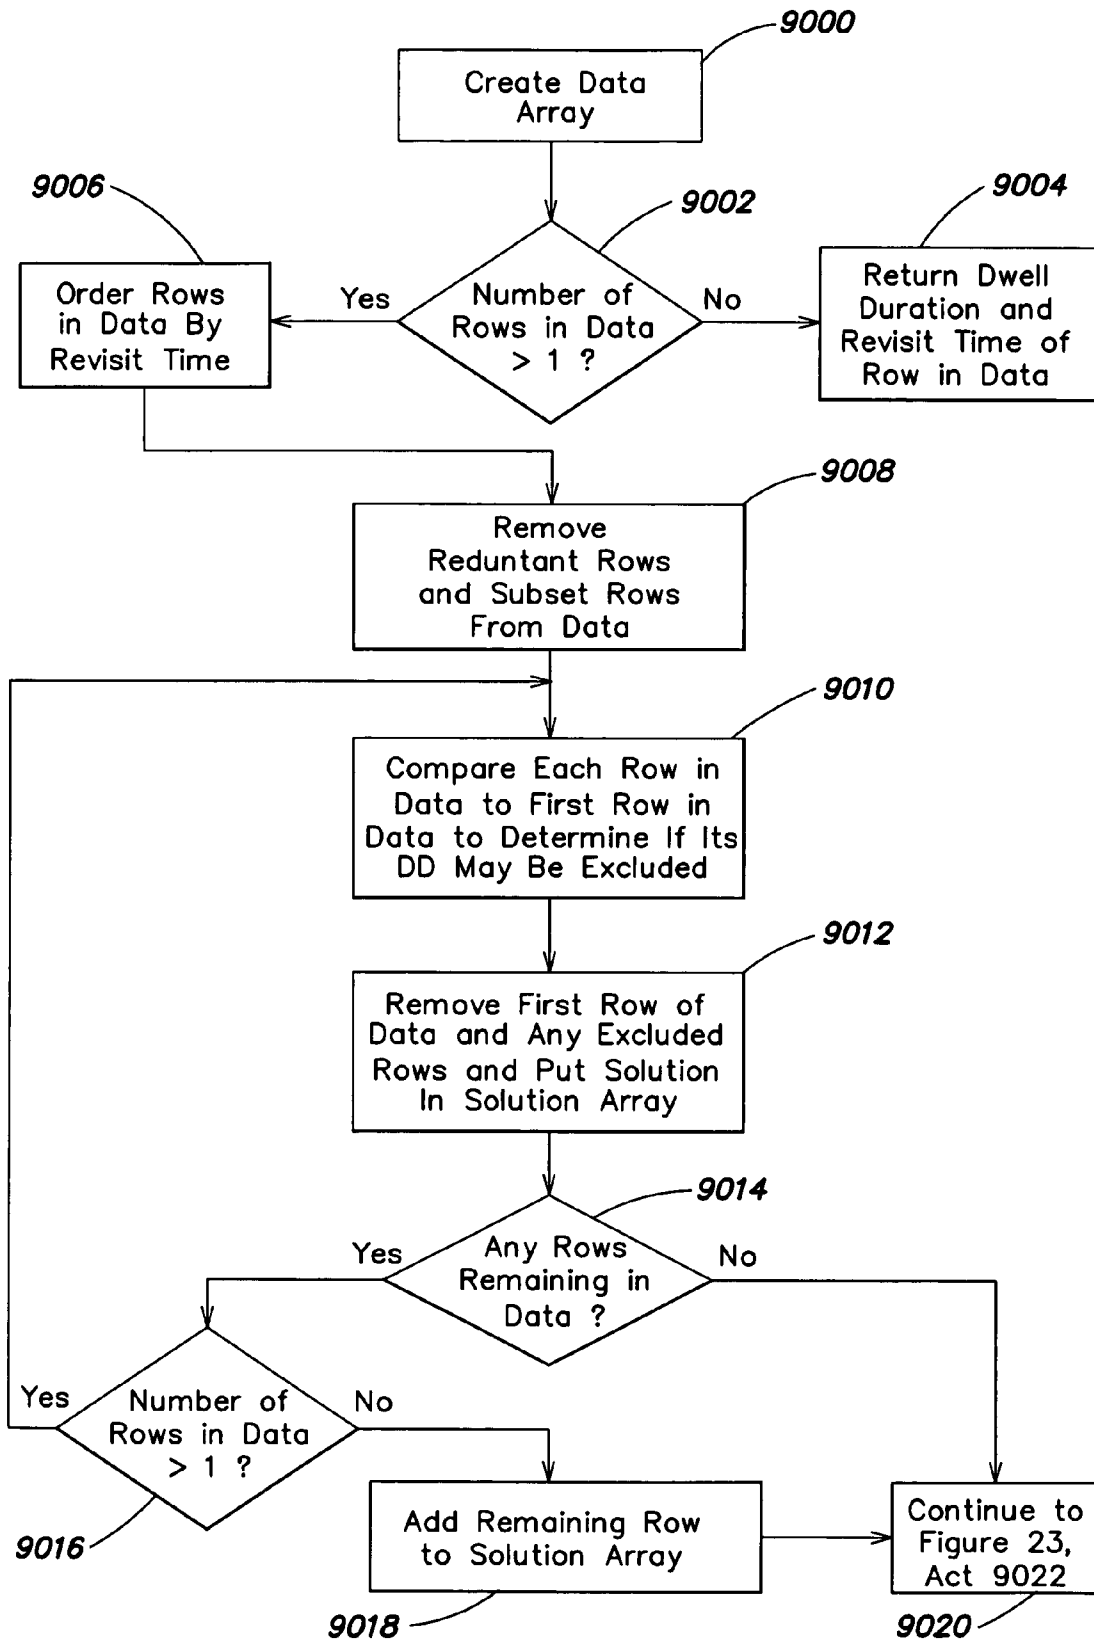 9000
Create Data
Array
9006
9002
9004
Order Rows
in Data By
Revisit Time
Yes
Number of
Rows in Data
> 1 ?
No
Return Dwell
Duration and
Revisit Time of
Row in Data
9008
Remove
Reduntant Rows
and Subset Rows
From Data
9010
Compare Each Row in
Data to First Row in
Data to Determine If Its
DD May Be Excluded
9012
Remove First Row of
Data and Any Excluded
Rows and Put Solution
In Solution Array
9014
Yes
Any Rows
Remaining in
Data ?
No
Yes
Number of
Rows in Data
> 1 ?
No
9016
Add Remaining Row
to Solution Array
9018
Continue to
Figure 23,
Act 9022
9020